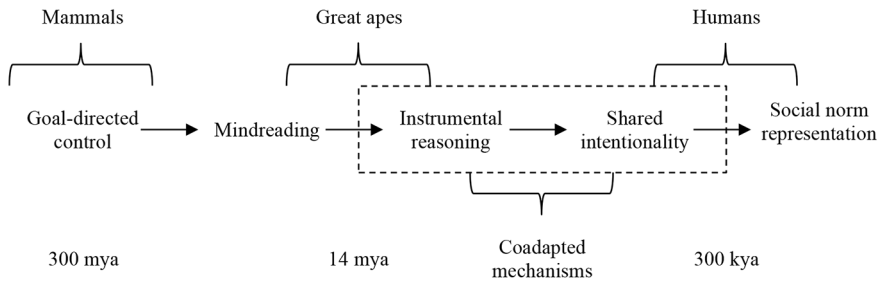 Mammals
Great apes
Humans
Goal-directed
control
Mindreading
Instrumental
reasoning
Shared
intentionality
Social norm
representation
Coadapted
mechanisms
300 mya
14 mya
300 kya